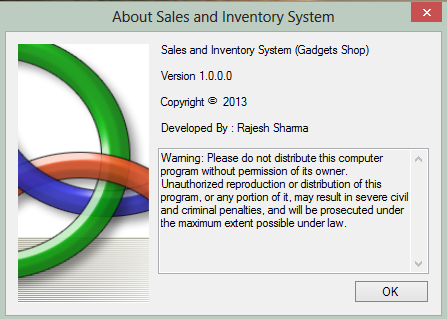 About Sales and Inventory System
Sales and Inventory System (Gadgets Shop)
Version 1.0.0.0
Copyright © 2013
Developed By : Rajesh Sharma
Warning: Please do not distribute this computer
program without permission of its owner.
Unauthorized reproduction or distribution of this
program, or any portion of it, may result in severe civil
and criminal penalties, and will be prosecuted under
the maximum extent possible under law.
OK